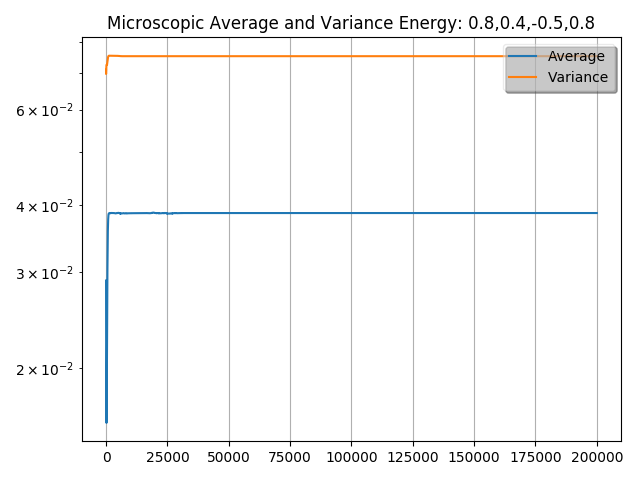 Microscopic Average and Variance Energy: 0.8,0.4,-0.5,0.8
Average
Variance
6 × 10⁻²
4 × 10⁻²
3 × 10⁻²
2 × 10⁻²
0 25000 50000 75000 100000 125000 150000 175000 200000